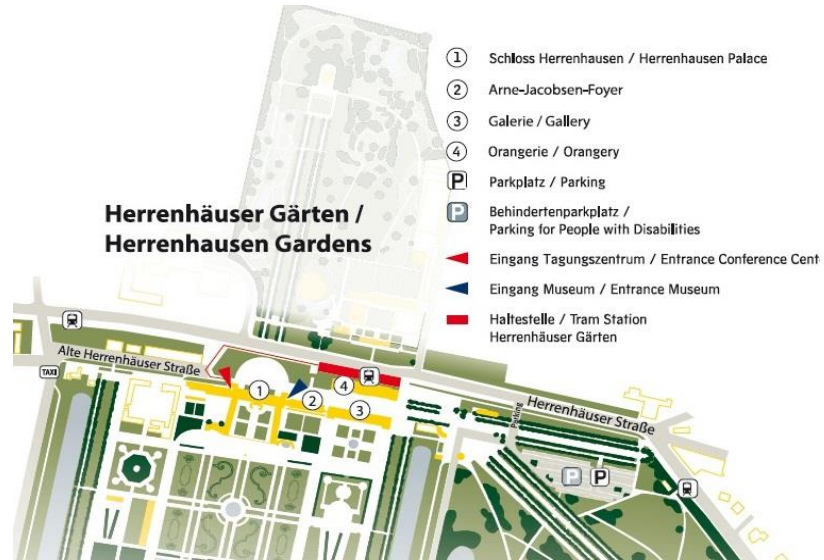 1 Schloss Herrenhausen / Herrenhausen Palace
2 Arne-Jacobsen-Foyer
3 Galerie / Gallery
4 Orangerie / Orangery
P Parkplatz / Parking
P Behindertenparkplatz /
Parking for People with Disabilities
Eingang Tagungszentrum / Entrance Conference Cent
Eingang Museum / Entrance Museum
Haltestelle / Tram Station
Herrenhäuser Gärten
Herrenhäuser Gärten /
Herrenhausen Gardens
Alte Herrenhäuser Straße
TAXI
1
2
3
4
Herrenhäuser Straße
Parking
P P